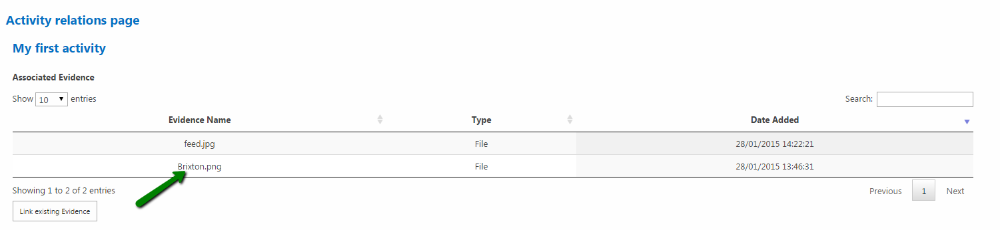 Activity relations page
My first activity
Associated Evidence
Show 10 entries Search:
Evidence Name Type Date Added
feed.jpg File 28/01/2015 14:22:21
Brixton.png File 28/01/2015 13:46:31
Showing 1 to 2 of 2 entries Previous 1 Next
Link existing Evidence